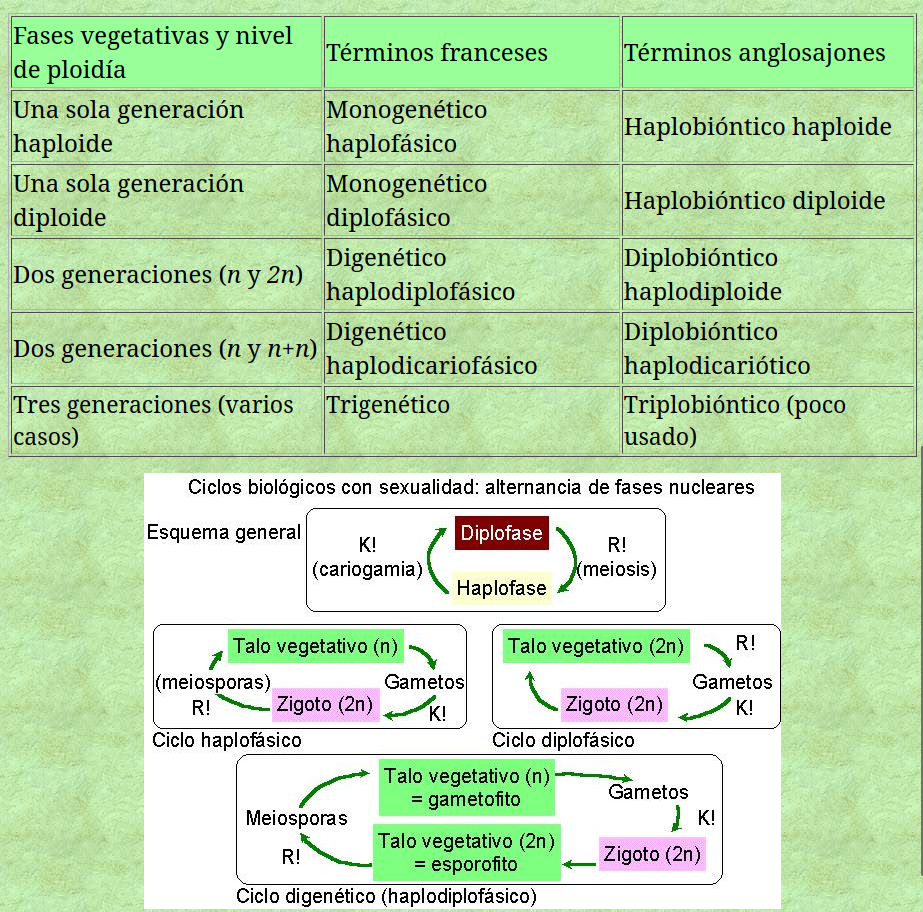 Fases vegetativas y nivel
de ploidía
Términos franceses
Términos anglosajones
Una sola generación
haploide
Monogenético
haplofásico
Haplobióntico haploide
Una sola generación
diploide
Monogenético
diplofásico
Haplobióntico diploide
Dos generaciones (n y 2n)
Digenético
haplodiplofásico
Diplobióntico
haplodiploide
Dos generaciones (n y n+n)
Digenético
haplodicariofásico
Diplobióntico
haplodicariótico
Tres generaciones (varios
casos)
Trigenético
Triplobióntico (poco
usado)
Ciclos biológicos con sexualidad: alternancia de fases nucleares
Esquema general
K!
(cariogamia)
Diplofase
Haplofase
R!
(meiosis)
Talo vegetativo (n)
(meiosporas)
R!
Gametos
Zigoto (2n)
K!
Ciclo haplofásico
Talo vegetativo (2n)
R!
Gametos
Zigoto (2n)
K!
Ciclo diplofásico
Talo vegetativo (n)
= gametofito
Gametos
Meiosporas
K!
Talo vegetativo (2n)
= esporofito
R!
Zigoto (2n)
Ciclo digenético (haplodiplofásico)